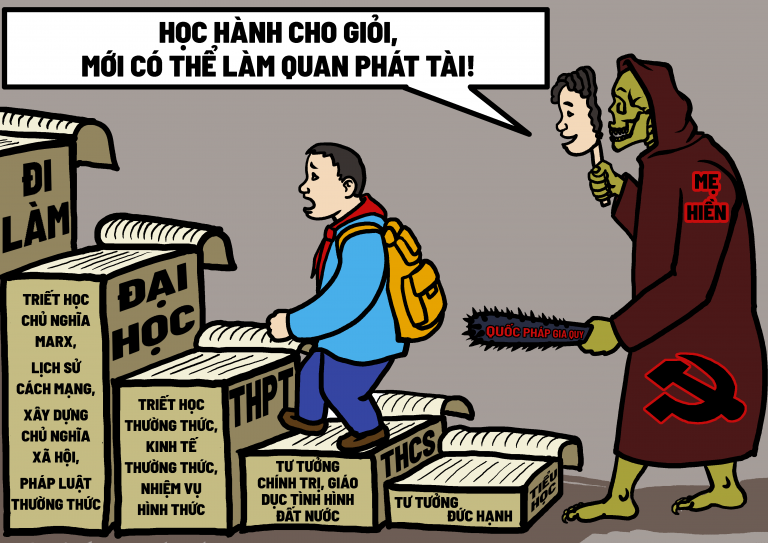 HỌC HÀNH CHO GIỎI,
MỚI CÓ THỂ LÀM QUAN PHÁT TÀI!
MẸ
HIỀN
QUỐC PHÁP GIA QUY
ĐI
LÀM
ĐẠI
HỌC
TRIẾT HỌC
CHỦ NGHĨA
MARX,
LỊCH SỬ
CÁCH MẠNG,
XÂY DỰNG
CHỦ NGHĨA
XÃ HỘI,
PHÁP LUẬT
THƯỜNG THỨC
THPT
TRIẾT HỌC
THƯỜNG THỨC,
KINH TẾ
THƯỜNG THỨC,
NHIỆM VỤ
HÌNH THỨC
THCS
TƯ TƯỞNG
CHÍNH TRỊ, GIÁO
DỤC TÌNH HÌNH
ĐẤT NƯỚC
TIỂU
HỌC
TƯ TƯỞNG
ĐỨC HẠNH